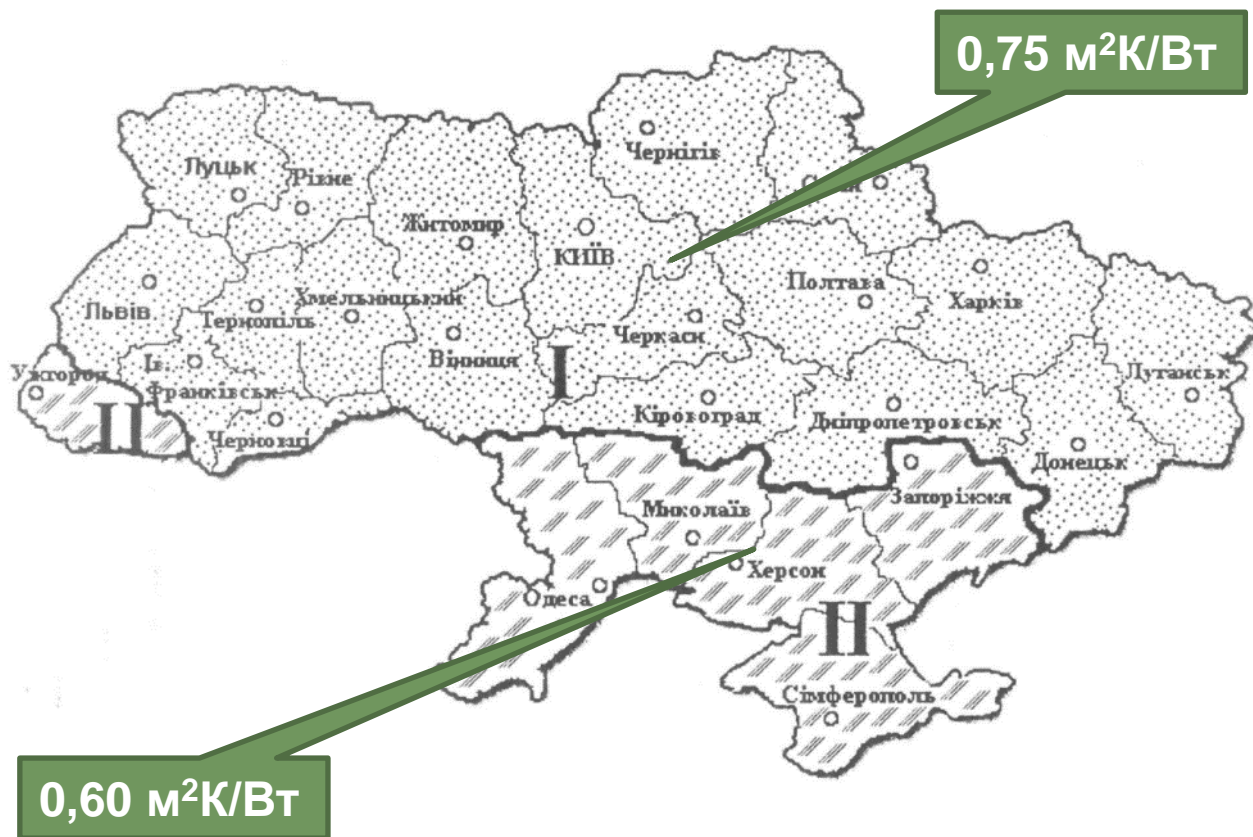 0,75 м²К/Вт
Чернігів
Луцьк
Рівне
Житомир
КИЇВ
Полтава
Харків
Львів
Тернопіль
Хмельницький
Черкаси
Вінниця
I
Ів.
Франківськ
Ужгород
Луганськ
Кіровоград
Дніпропетровськ
II
Черновці
Донецьк
Запоріжжя
Миколаїв
Херсон
Одеса
II
Сімферополь
0,60 м²К/Вт